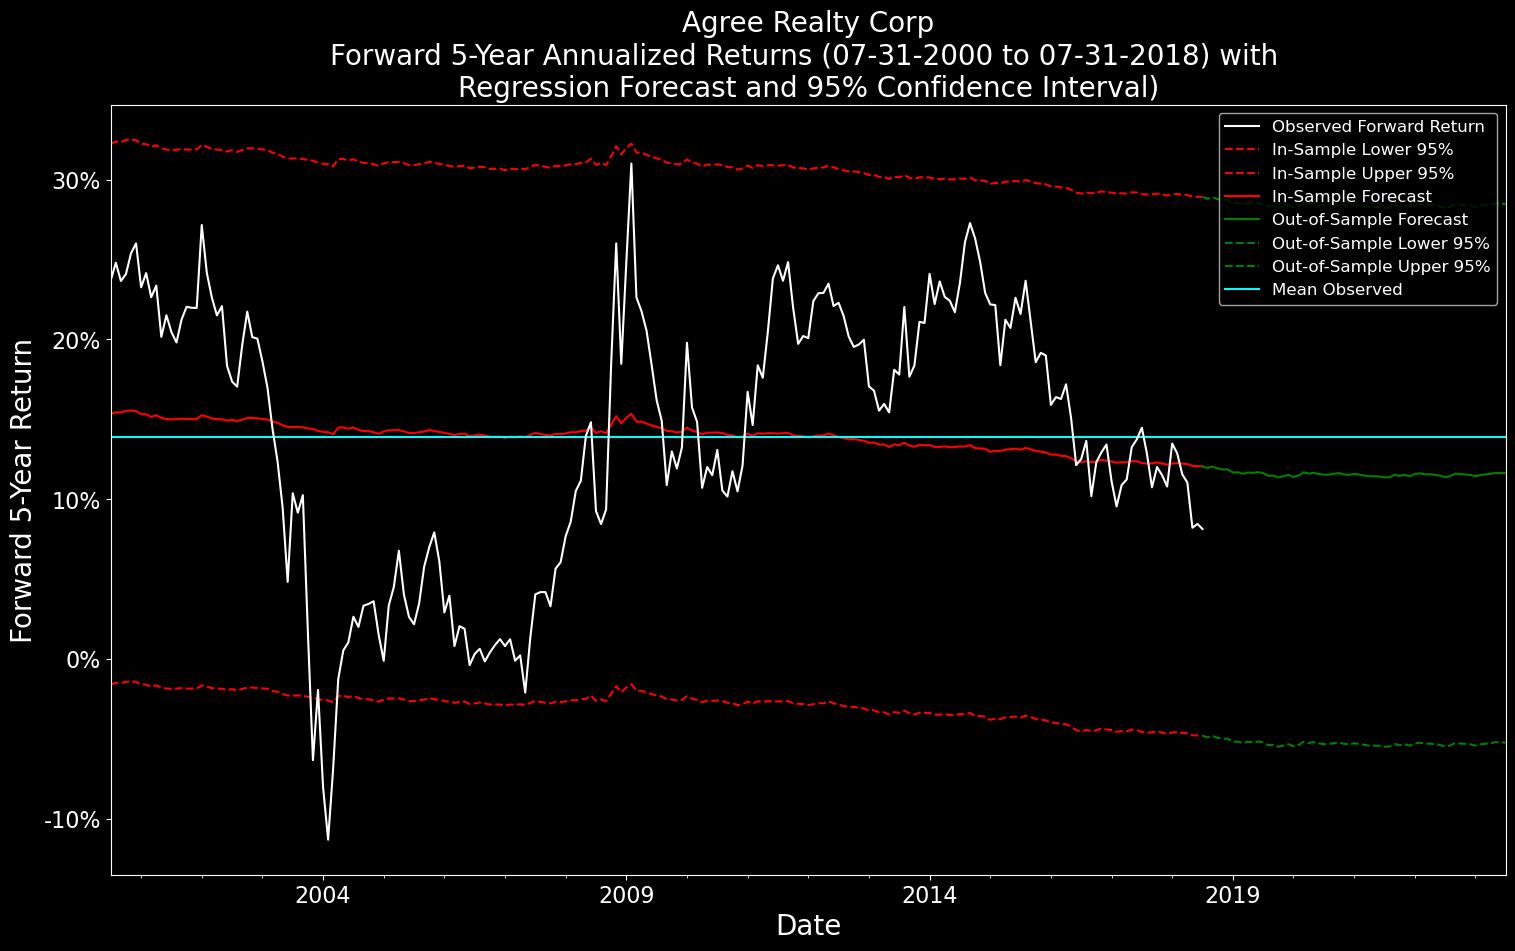 Agree Realty Corp
Forward 5-Year Annualized Returns (07-31-2000 to 07-31-2018) with
Regression Forecast and 95% Confidence Interval)
Observed Forward Return
In-Sample Lower 95%
In-Sample Upper 95%
In-Sample Forecast
Out-of-Sample Forecast
Out-of-Sample Lower 95%
Out-of-Sample Upper 95%
Mean Observed
Forward 5-Year Return
30%
20%
10%
0%
-10%
2004
2009
2014
2019
Date